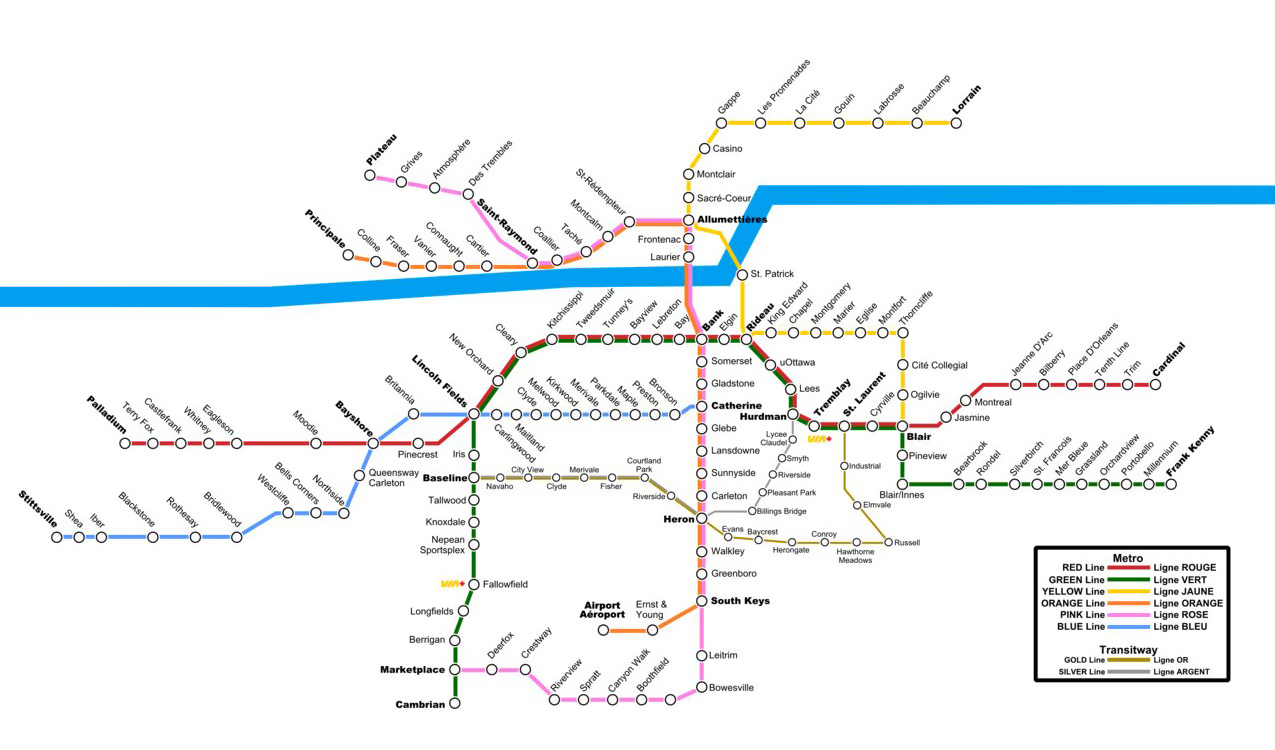 Gappe
Les Promenades
La Cité
Gouin
Labrosse
Beauchamp
Lorrain
Casino
Montclair
Sacré-Coeur
Allumettières
Plateau
Grives
Atmosphère
Des Trembles
Saint-Raymond
Principale
Colline
Fraser
Vanier
Connaught
Cartier
Coallier
Taché
Montcalm
St-Rédempteur
Frontenac
Laurier
St. Patrick
Lincoln Fields
New Orchard
Cleary
Kitchissippi
Tweedsmuir
Tunney's
Bayview
Lebreton
Bay
Bank
Elgin
Rideau
King Edward
Chapel
Montgomery
Marier
Eglise
Montfort
Thorncliffe
Cité Collegial
Ogilvie
Somerset
Gladstone
Catherine
Glebe
Lansdowne
Sunnyside
Carleton
Heron
Walkley
Greenboro
South Keys
Leitrim
Bowesville
uOttawa
Lees
Hurdman
Tremblay
VIA
St. Laurent
Cyrville
Blair
Jasmine
Montreal
Jeanne D'Arc
Bilberry
Place D'Orleans
Tenth Line
Trim
Cardinal
Pineview
Blair/Innes
Bearbrook
Rondel
Silverbirch
St. Francois
Mer Bleue
Grassland
Orchardview
Portobello
Millennium
Frank Kenny
Palladium
Terry Fox
Castlefrank
Whitney
Eagleson
Moodie
Bayshore
Pinecrest
Britannia
Queensway
Carleton
Stittsville
Shea
Iber
Blackstone
Rothesay
Bridlewood
Westcliffe
Bells Corners
Northside
Carlingwood
Maitland
Clyde
Melwood
Kirkwood
Merivale
Parkdale
Maple
Preston
Bronson
Iris
Baseline
Tallwood
Knoxdale
Nepean
Sportsplex
VIA
Fallowfield
Longfields
Berrigan
Marketplace
Cambrian
Deerfox
Crestway
Riverview
Spratt
Canyon Walk
Boothfield
Airport
Aéroport
Ernst &
Young
Navaho
City View
Clyde
Merivale
Fisher
Courtland
Park
Riverside
Lycee
Claudel
Smyth
Riverside
Pleasant Park
Billings Bridge
Evans
Baycrest
Herongate
Conroy
Hawthorne
Meadows
Russell
Elmvale
Industrial
Metro
RED Line Ligne ROUGE
GREEN Line Ligne VERT
YELLOW Line Ligne JAUNE
ORANGE Line Ligne ORANGE
PINK Line Ligne ROSE
BLUE Line Ligne BLEU
Transitway
GOLD Line Ligne OR
SILVER Line Ligne ARGENT